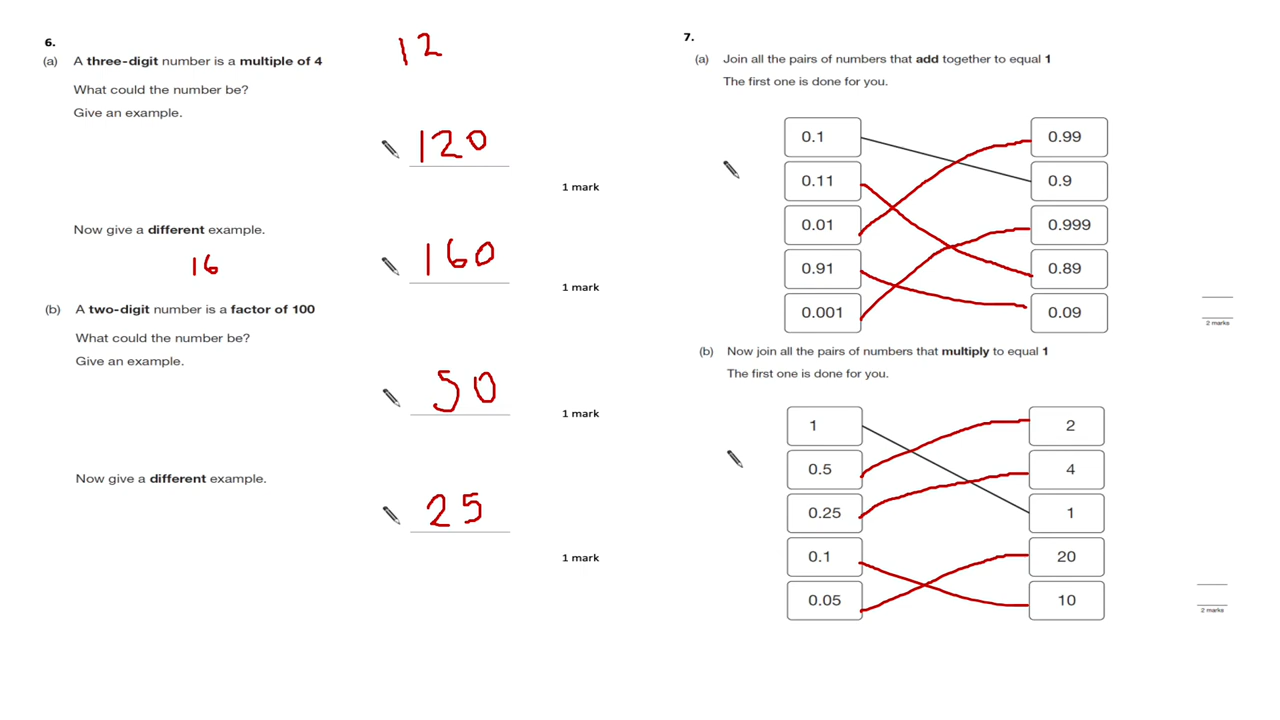 6.
12
(a) A three-digit number is a multiple of 4
What could the number be?
Give an example.
120
1 mark
Now give a different example.
16
160
1 mark
(b) A two-digit number is a factor of 100
What could the number be?
Give an example.
50
1 mark
Now give a different example.
25
1 mark
7.
(a) Join all the pairs of numbers that add together to equal 1
The first one is done for you.
0.1 0.99
0.11 0.9
0.01 0.999
0.91 0.89
0.001 0.09
2 marks
(b) Now join all the pairs of numbers that multiply to equal 1
The first one is done for you.
1 2
0.5 4
0.25 1
0.1 20
0.05 10
2 marks